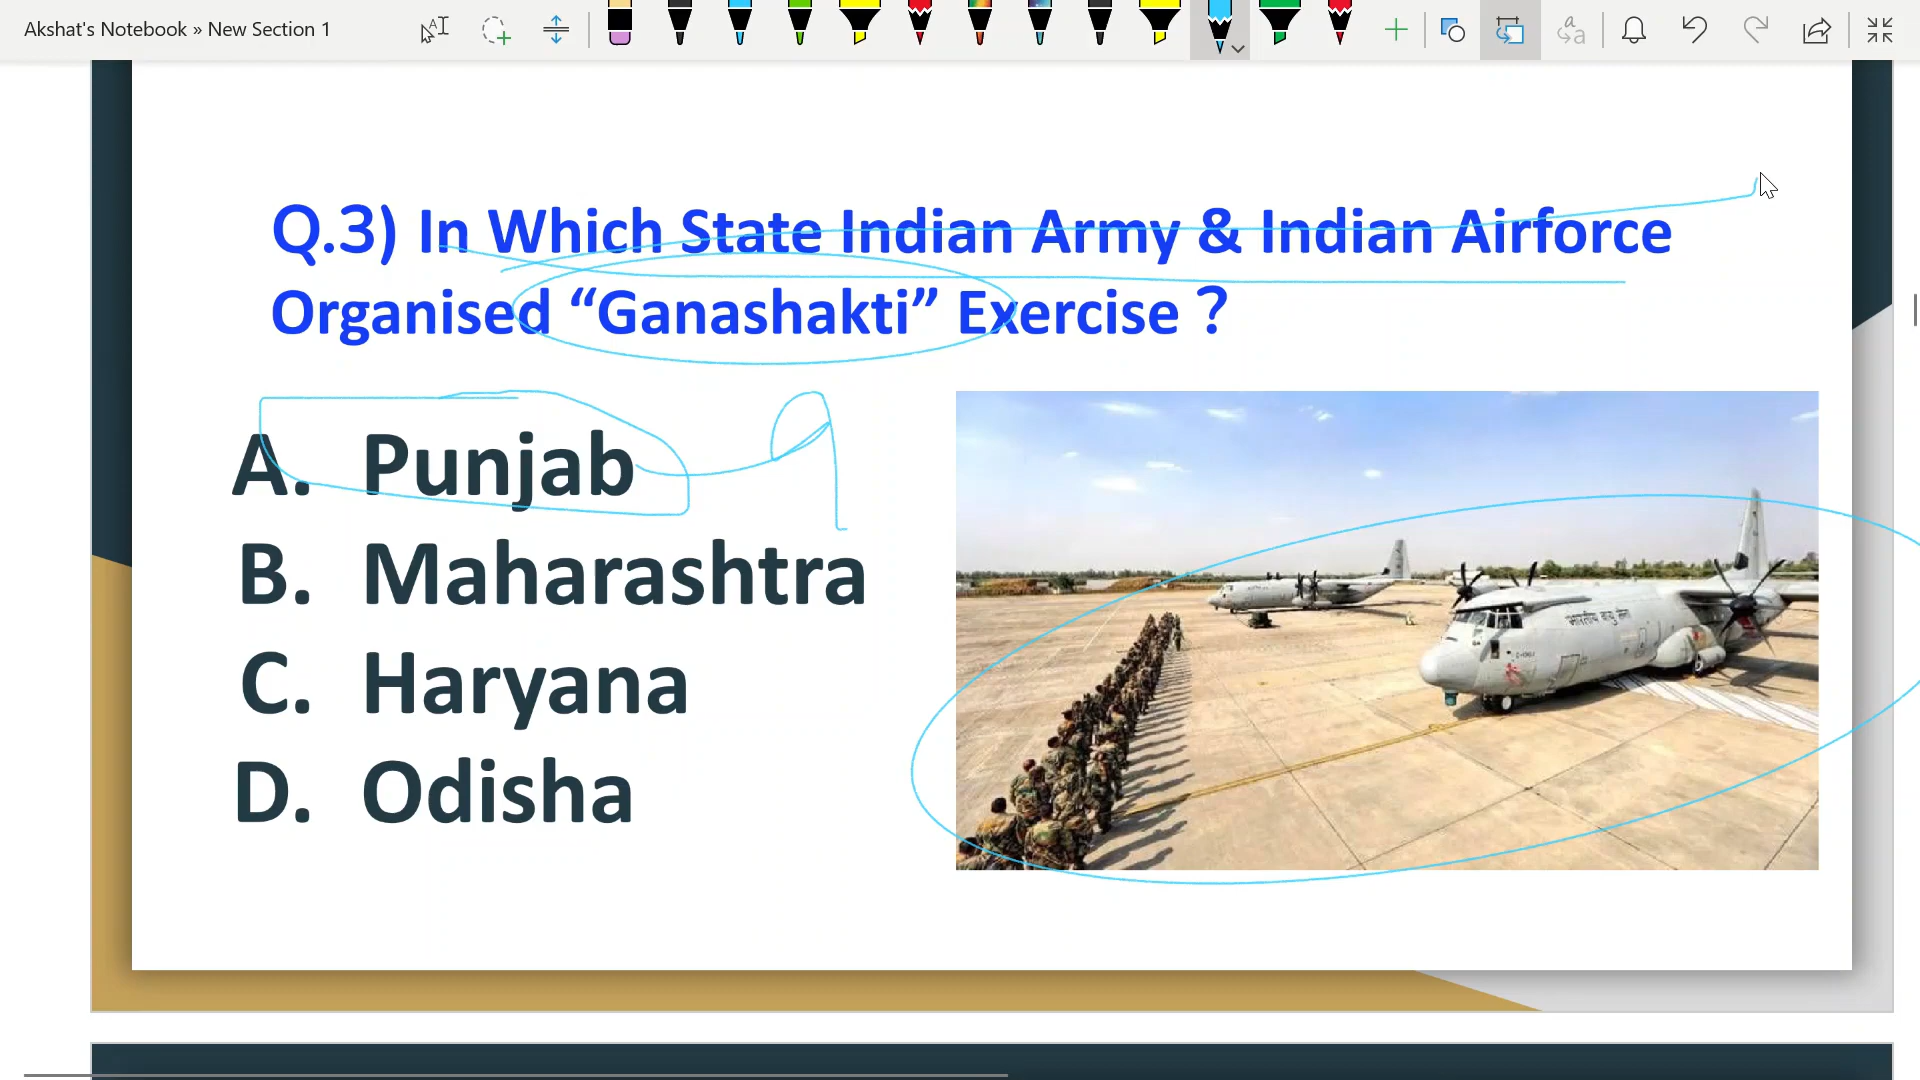 Akshat's Notebook » New Section 1
Q.3) In Which State Indian Army & Indian Airforce
Organised “Ganashakti” Exercise ?
A. Punjab
B. Maharashtra
C. Haryana
D. Odisha
भारतीय वायु सेना